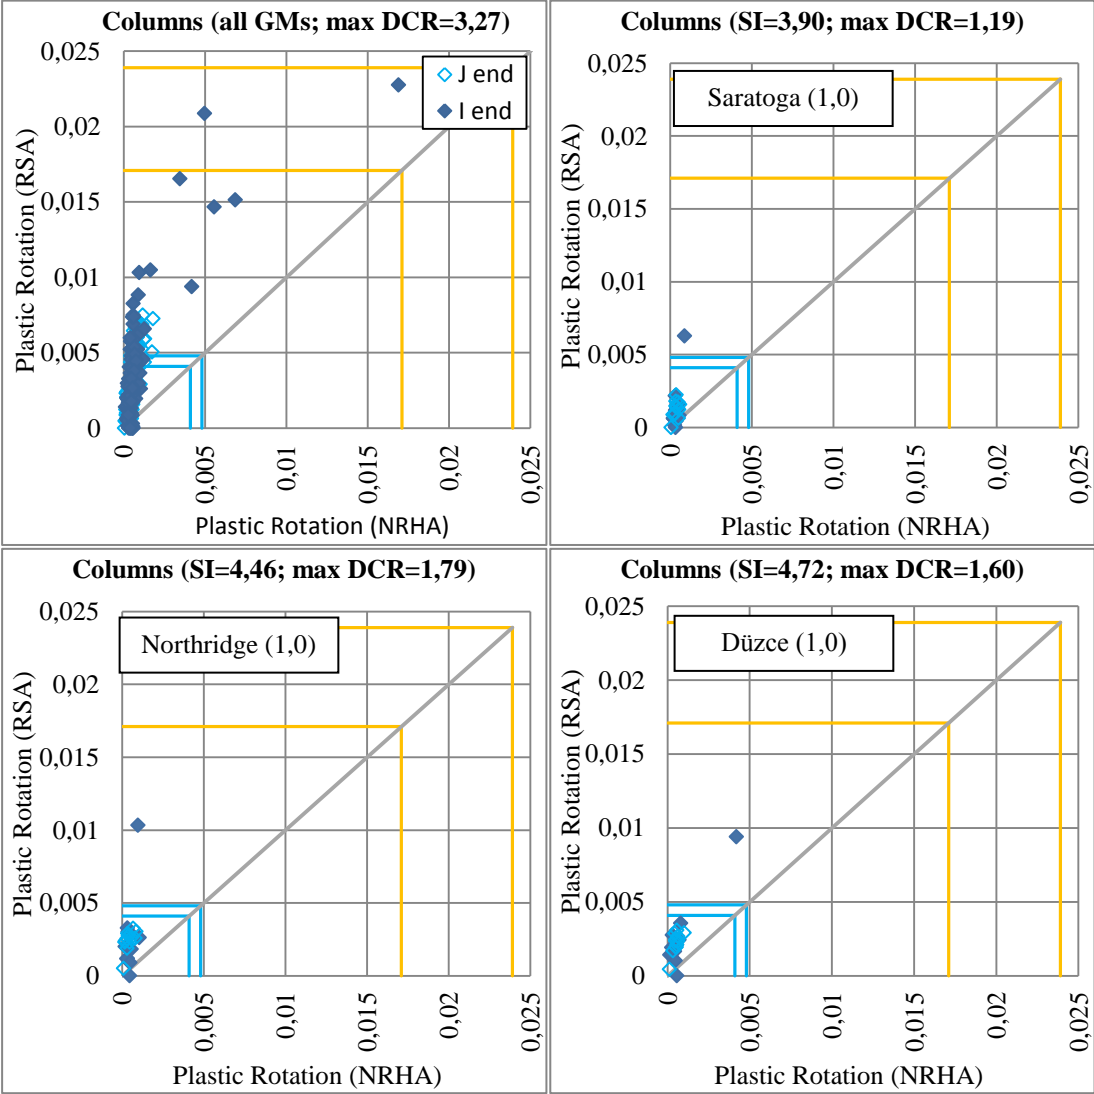 Columns (all GMs; max DCR=3,27)
Plastic Rotation (RSA)
0,025
0,02
0,015
0,01
0,005
0
J end
I end
0
0,005
0,01
0,015
0,02
0,025
Plastic Rotation (NRHA)
Columns (SI=3,90; max DCR=1,19)
Plastic Rotation (RSA)
0,025
0,02
0,015
0,01
0,005
0
Saratoga (1,0)
0
0,005
0,01
0,015
0,02
0,025
Plastic Rotation (NRHA)
Columns (SI=4,46; max DCR=1,79)
Plastic Rotation (RSA)
0,025
0,02
0,015
0,01
0,005
0
Northridge (1,0)
0
0,005
0,01
0,015
0,02
0,025
Plastic Rotation (NRHA)
Columns (SI=4,72; max DCR=1,60)
Plastic Rotation (RSA)
0,025
0,02
0,015
0,01
0,005
0
Düzce (1,0)
0
0,005
0,01
0,015
0,02
0,025
Plastic Rotation (NRHA)